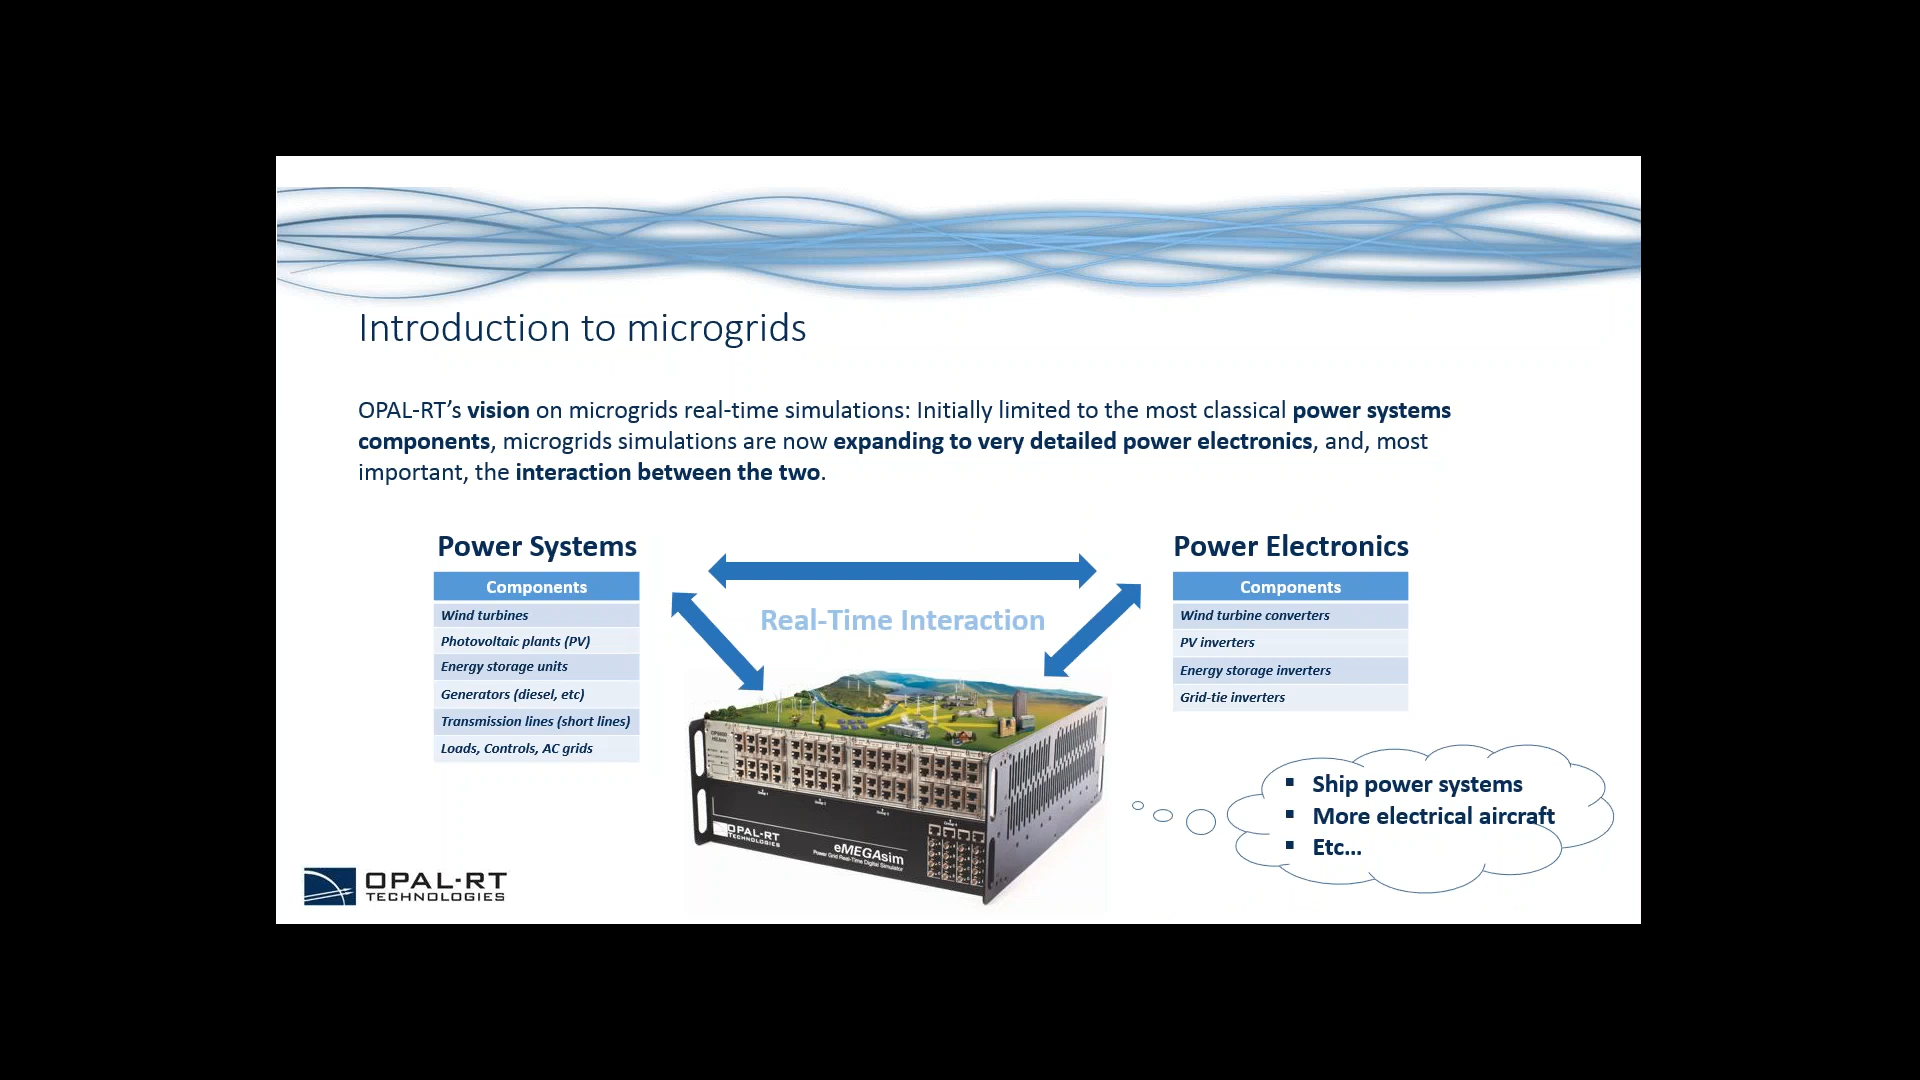 Introduction to microgrids
OPAL-RT’s vision on microgrids real-time simulations: Initially limited to the most classical power systems
components, microgrids simulations are now expanding to very detailed power electronics, and, most
important, the interaction between the two.
Power Systems
Components
Wind turbines
Photovoltaic plants (PV)
Energy storage units
Generators (diesel, etc)
Transmission lines (short lines)
Loads, Controls, AC grids
Real-Time Interaction
Power Electronics
Components
Wind turbine converters
PV inverters
Energy storage inverters
Grid-tie inverters
OPAL-RT
TECHNOLOGIES
eMEGAsim
Power Grid Real-Time Digital Simulator
▪ Ship power systems
▪ More electrical aircraft
▪ Etc...
OPAL-RT
TECHNOLOGIES